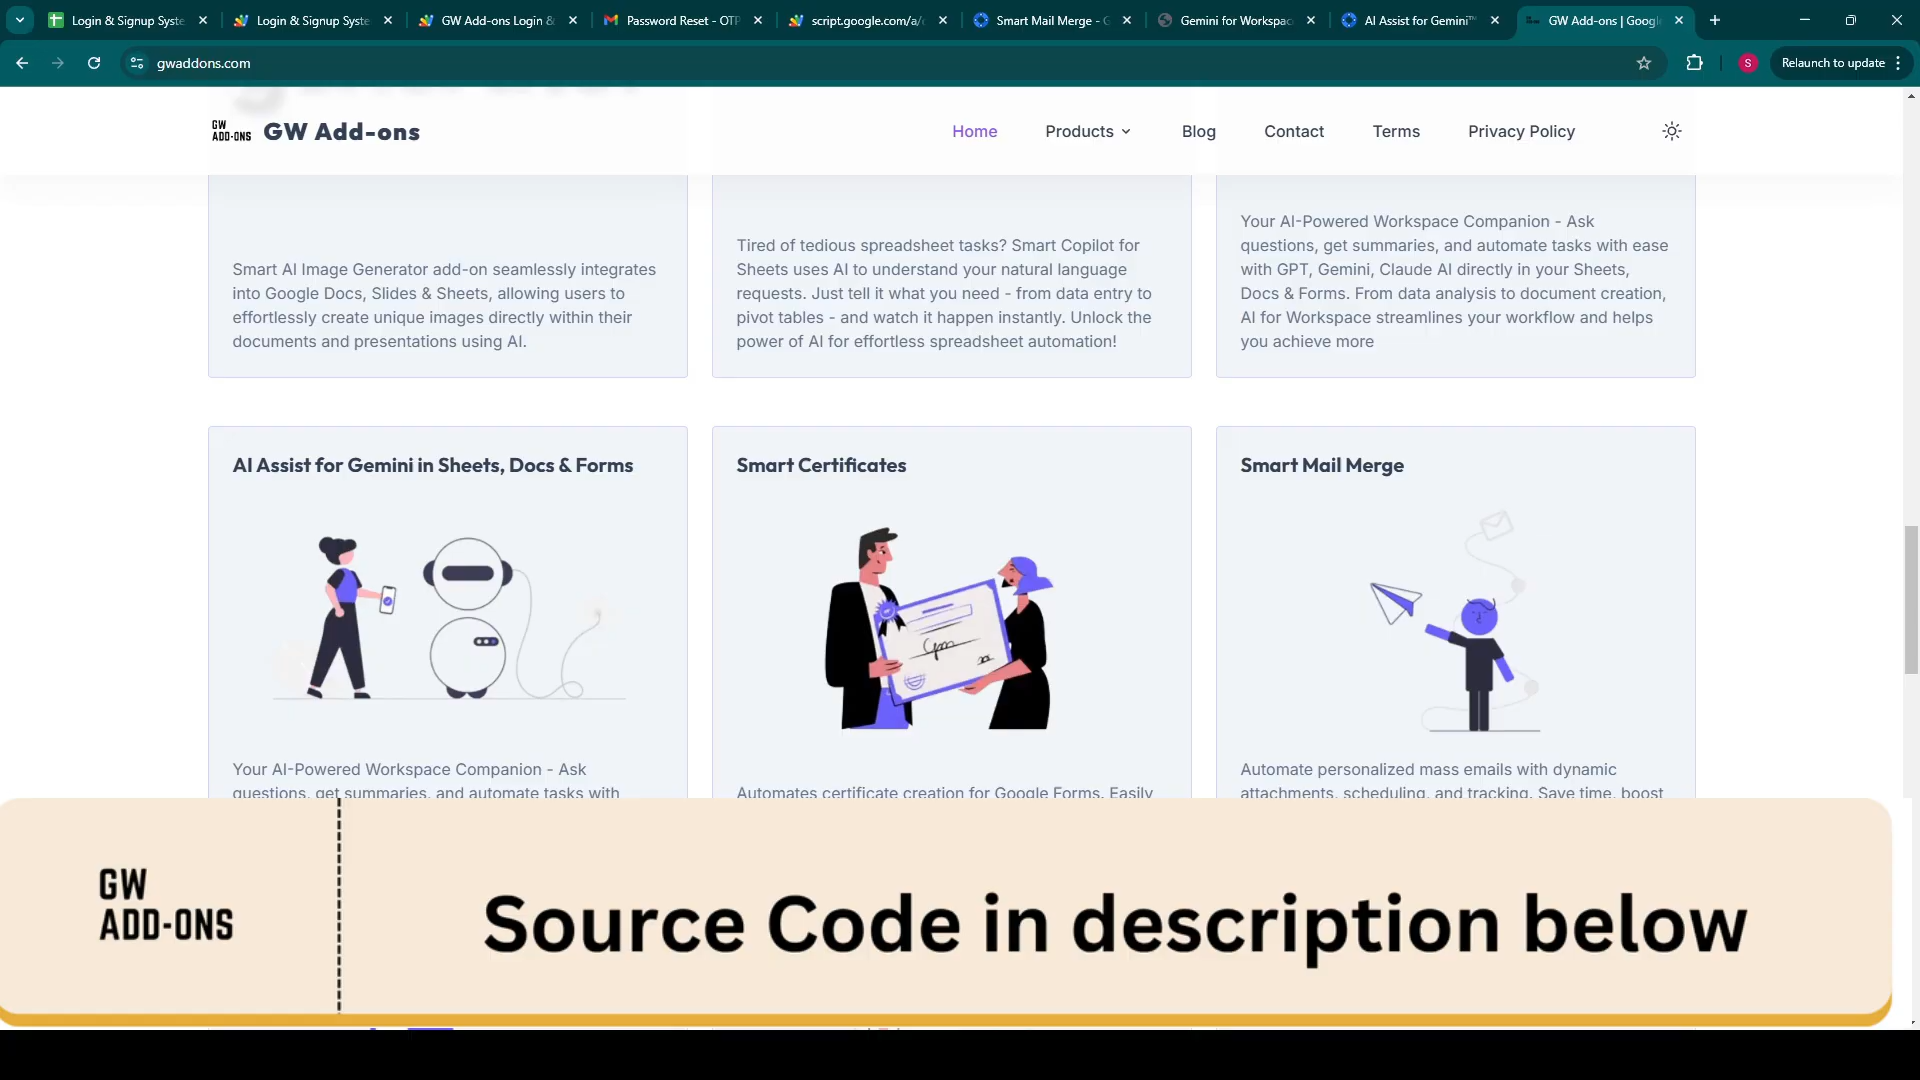 Login & Signup Syste
Login & Signup Syste
GW Add-ons Login &
Password Reset - OTP
script.google.com/a/
Smart Mail Merge - G
Gemini for Workspac
AI Assist for Gemini™
GW Add-ons | Googl
gwaddons.com
S
Relaunch to update
GW
ADD-ONS
GW Add-ons
Home
Products
Blog
Contact
Terms
Privacy Policy
Smart AI Image Generator add-on seamlessly integrates
into Google Docs, Slides & Sheets, allowing users to
effortlessly create unique images directly within their
documents and presentations using AI.
Tired of tedious spreadsheet tasks? Smart Copilot for
Sheets uses AI to understand your natural language
requests. Just tell it what you need - from data entry to
pivot tables - and watch it happen instantly. Unlock the
power of AI for effortless spreadsheet automation!
Your AI-Powered Workspace Companion - Ask
questions, get summaries, and automate tasks with ease
with GPT, Gemini, Claude AI directly in your Sheets,
Docs & Forms. From data analysis to document creation,
AI for Workspace streamlines your workflow and helps
you achieve more
AI Assist for Gemini in Sheets, Docs & Forms
Your AI-Powered Workspace Companion - Ask
questions, get summaries, and automate tasks with
Smart Certificates
Automates certificate creation for Google Forms. Easily
Smart Mail Merge
Automate personalized mass emails with dynamic
attachments, scheduling, and tracking. Save time, boost
GW
ADD-ONS
Source Code in description below